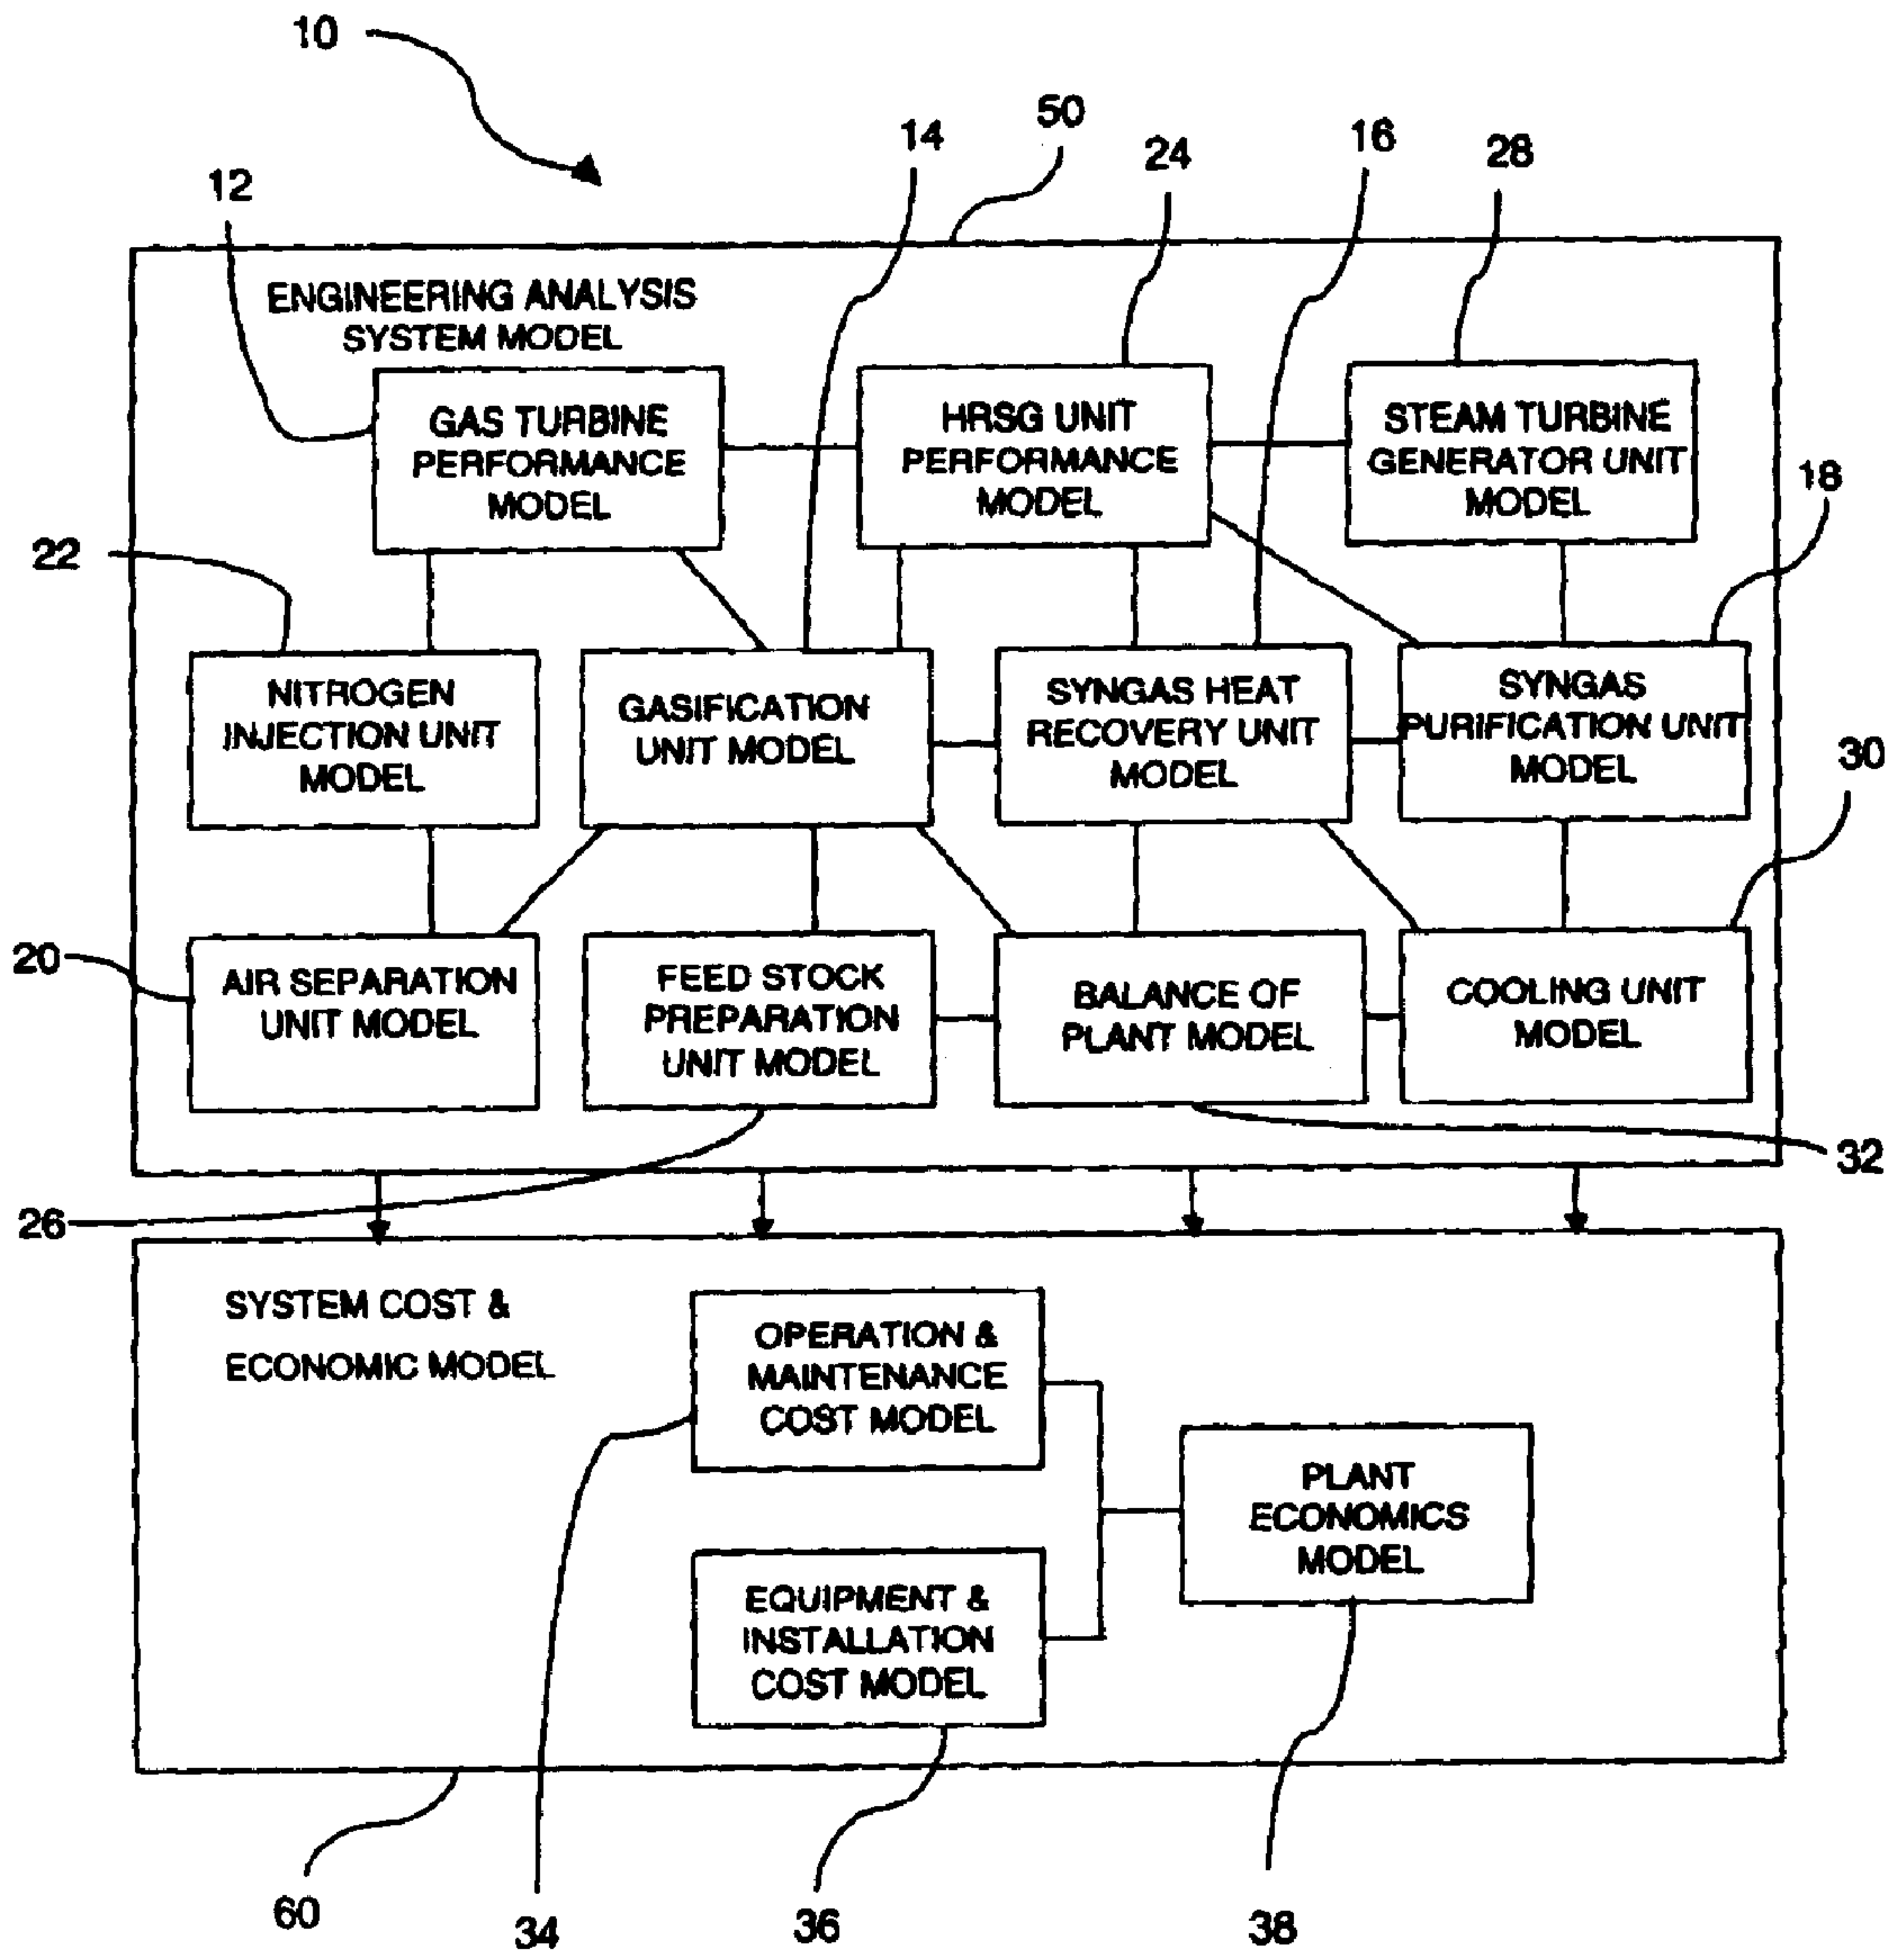 10
50
14
24
16
28
12
ENGINEERING ANALYSIS
SYSTEM MODEL
GAS TURBINE
PERFORMANCE
MODEL
HRSG UNIT
PERFORMANCE
MODEL
STEAM TURBINE
GENERATOR UNIT
MODEL
18
22
NITROGEN
INJECTION UNIT
MODEL
GASIFICATION
UNIT MODEL
SYNGAS HEAT
RECOVERY UNIT
MODEL
SYNGAS
PURIFICATION UNIT
MODEL
30
20
AIR SEPARATION
UNIT MODEL
FEED STOCK
PREPARATION
UNIT MODEL
BALANCE OF
PLANT MODEL
COOLING UNIT
MODEL
32
26
SYSTEM COST &
ECONOMIC MODEL
OPERATION &
MAINTENANCE
COST MODEL
PLANT
ECONOMICS
MODEL
EQUIPMENT &
INSTALLATION
COST MODEL
60
34
36
38